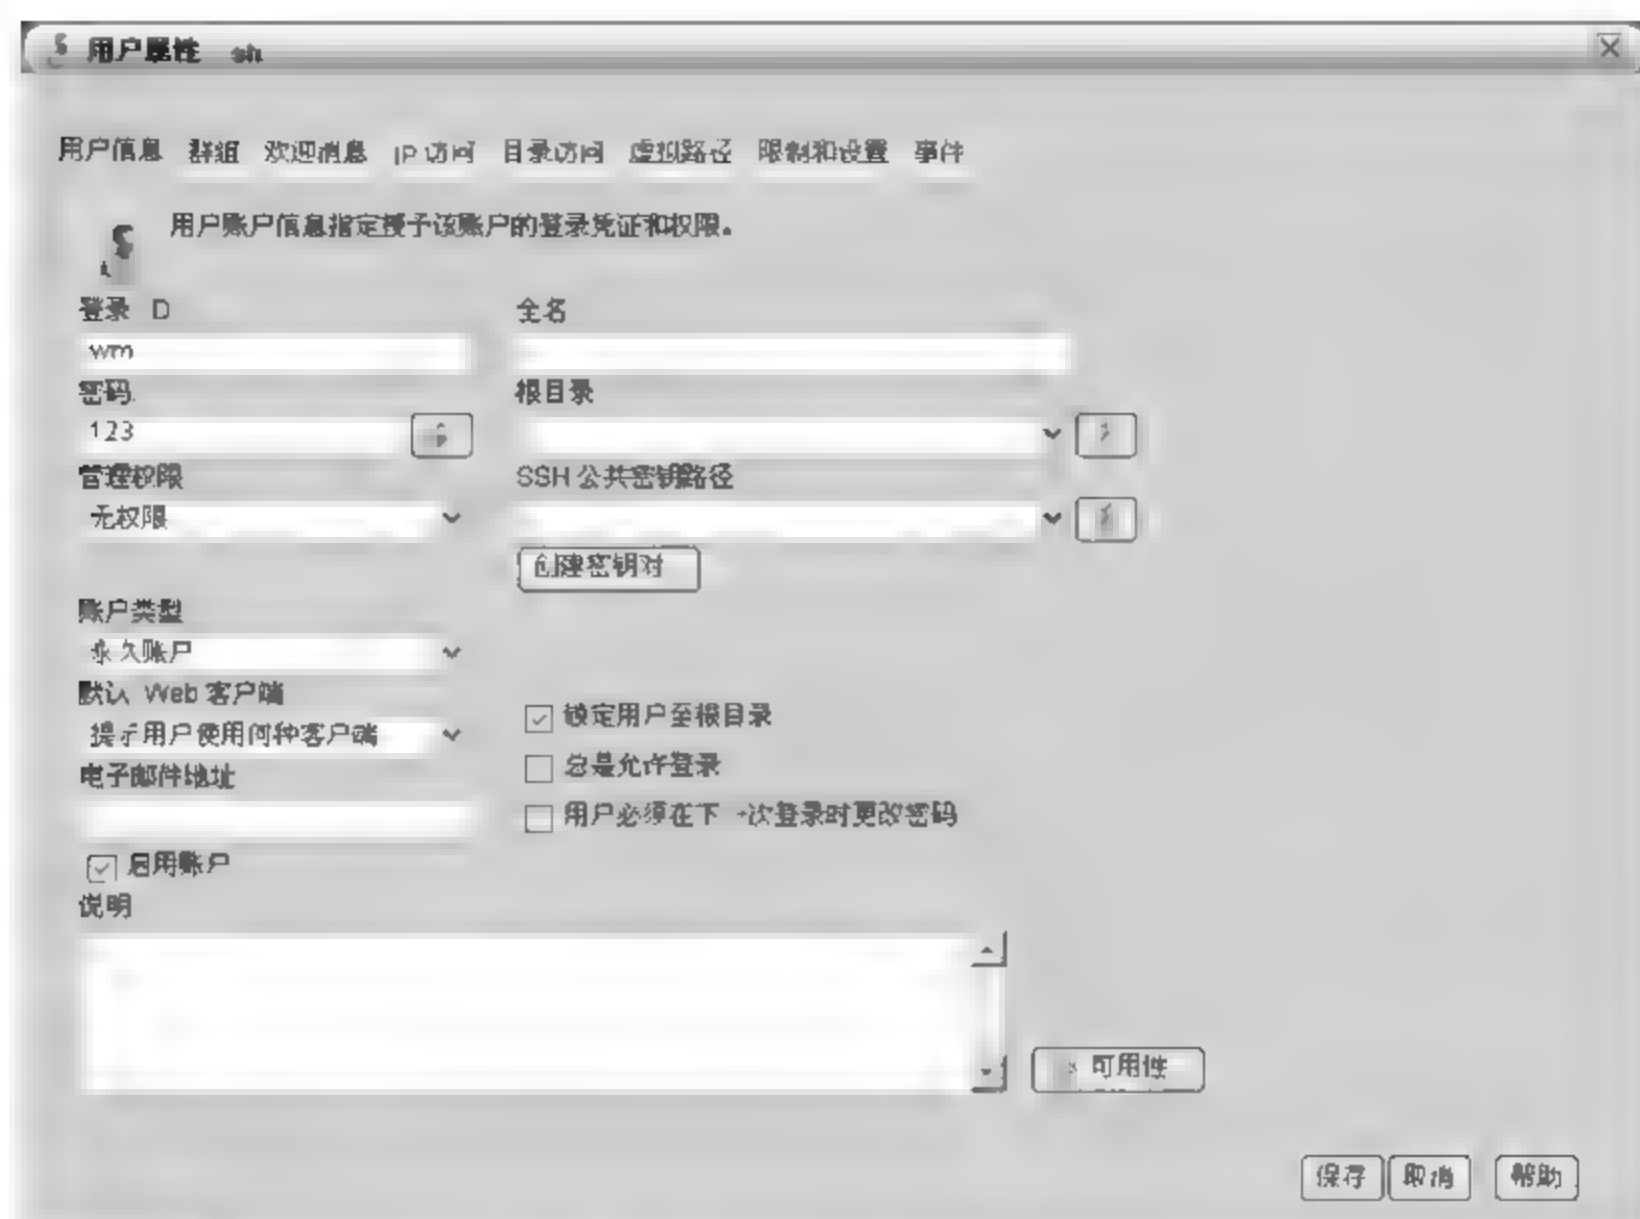 用户属性 sh
用户信息 群组 欢迎消息 IP 访问 目录访问 虚拟路径 限制和设置 事件
用户账户信息指定授予该账户的登录凭证和权限。
登录 ID 全名
wm
密码: 根目录
123
管理权限 SSH 公共密钥路径
无权限
创建密钥对
账户类型
永久账户
默认 Web 客户端
锁定用户至根目录
提示用户使用何种客户端
总是允许登录
电子邮件地址
用户必须在下一次登录时更改密码
启用账户
说明
可用性
保存 取消 帮助